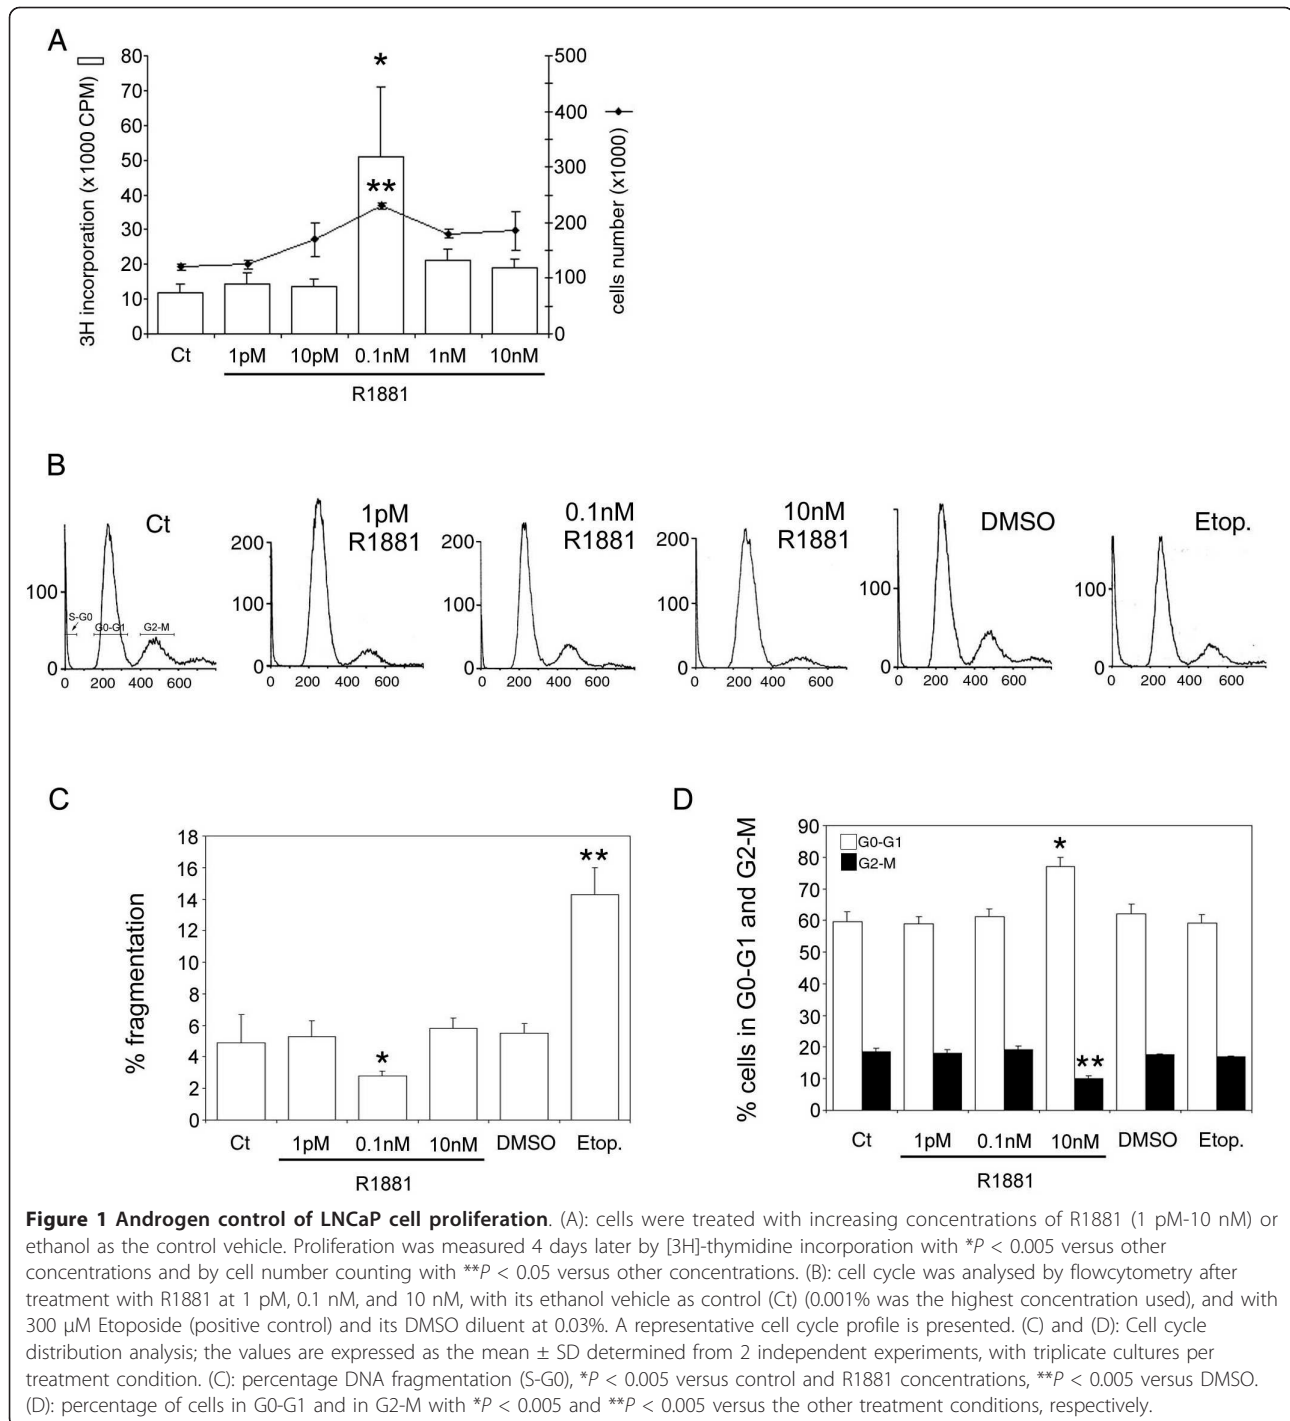 A
3H incorporation (x1000 CPM)
80
70
60
50
40
30
20
10
0
*
**
500
400
300
200
100
0
cells number (x1000)
Ct 1pM 10pM 0.1nM 1nM 10nM
R1881
B
Ct
100
0
S-G0
G0-G1
G2-M
0 200 400 600
1pM
R1881
200
100
0
0 200 400 600
0.1nM
R1881
200
100
0
0 200 400 600
10nM
R1881
200
100
0
0 200 400 600
DMSO
100
0
0 200 400 600
Etop.
100
0
0 200 400 600
C
% fragmentation
18
16
14
12
10
8
6
4
2
0
*
**
Ct 1pM 0.1nM 10nM DMSO Etop.
R1881
D
% cells in G0-G1 and G2-M
90
80
70
60
50
40
30
20
10
0
G0-G1
G2-M
*
**
Ct 1pM 0.1nM 10nM DMSO Etop.
R1881
Figure 1 Androgen control of LNCaP cell proliferation. (A): cells were treated with increasing concentrations of R1881 (1 pM-10 nM) or
ethanol as the control vehicle. Proliferation was measured 4 days later by [3H]-thymidine incorporation with *P < 0.005 versus other
concentrations and by cell number counting with **P < 0.05 versus other concentrations. (B): cell cycle was analysed by flowcytometry after
treatment with R1881 at 1 pM, 0.1 nM, and 10 nM, with its ethanol vehicle as control (Ct) (0.001% was the highest concentration used), and with
300 μM Etoposide (positive control) and its DMSO diluent at 0.03%. A representative cell cycle profile is presented. (C) and (D): Cell cycle
distribution analysis; the values are expressed as the mean ± SD determined from 2 independent experiments, with triplicate cultures per
treatment condition. (C): percentage DNA fragmentation (S-G0), *P < 0.005 versus control and R1881 concentrations, **P < 0.005 versus DMSO.
(D): percentage of cells in G0-G1 and in G2-M with *P < 0.005 and **P < 0.005 versus the other treatment conditions, respectively.